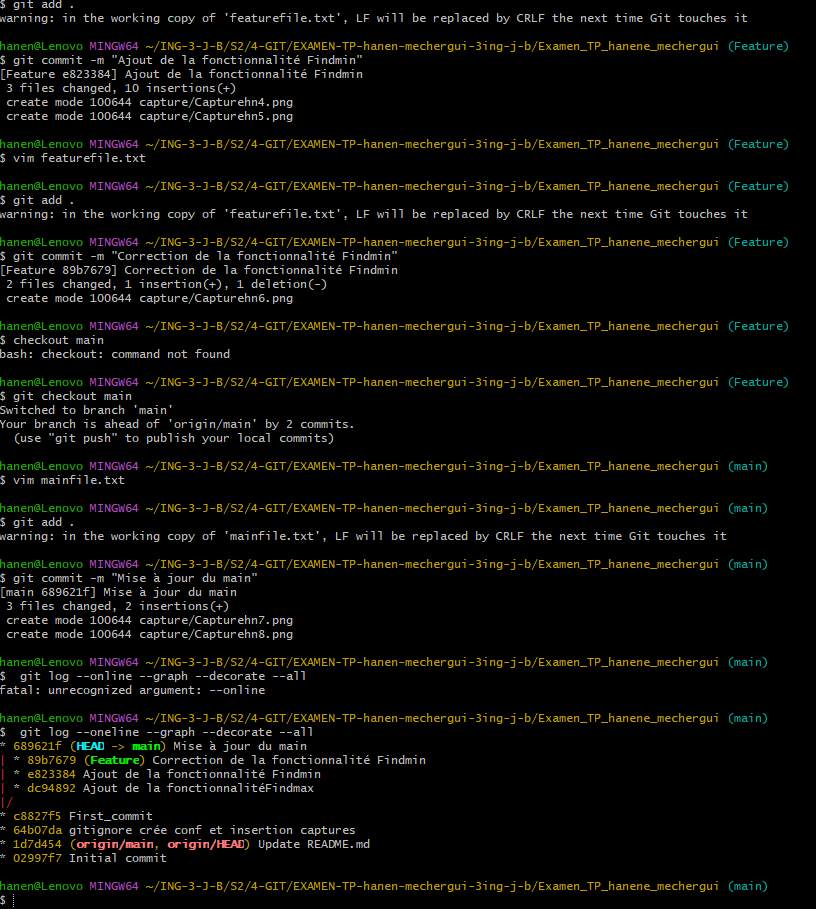 $ git add .
warning: in the working copy of 'featurefile.txt', LF will be replaced by CRLF the next time Git touches it
hanen@Lenovo MINGW64 ~/ING-3-J-B/S2/4-GIT/EXAMEN-TP-hanen-mechergui-3ing-j-b/Examen_TP_hanene_mechergui (Feature)
$ git commit -m "Ajout de la fonctionnalité Findmin"
[Feature e823384] Ajout de la fonctionnalité Findmin
 3 files changed, 10 insertions(+)
 create mode 100644 capture/Capturehn4.png
 create mode 100644 capture/Capturehn5.png
hanen@Lenovo MINGW64 ~/ING-3-J-B/S2/4-GIT/EXAMEN-TP-hanen-mechergui-3ing-j-b/Examen_TP_hanene_mechergui (Feature)
$ vim featurefile.txt
hanen@Lenovo MINGW64 ~/ING-3-J-B/S2/4-GIT/EXAMEN-TP-hanen-mechergui-3ing-j-b/Examen_TP_hanene_mechergui (Feature)
$ git add .
warning: in the working copy of 'featurefile.txt', LF will be replaced by CRLF the next time Git touches it
hanen@Lenovo MINGW64 ~/ING-3-J-B/S2/4-GIT/EXAMEN-TP-hanen-mechergui-3ing-j-b/Examen_TP_hanene_mechergui (Feature)
$ git commit -m "Correction de la fonctionnalité Findmin"
[Feature 89b7679] Correction de la fonctionnalité Findmin
 2 files changed, 1 insertion(+), 1 deletion(-)
 create mode 100644 capture/Capturehn6.png
hanen@Lenovo MINGW64 ~/ING-3-J-B/S2/4-GIT/EXAMEN-TP-hanen-mechergui-3ing-j-b/Examen_TP_hanene_mechergui (Feature)
$ checkout main
bash: checkout: command not found
hanen@Lenovo MINGW64 ~/ING-3-J-B/S2/4-GIT/EXAMEN-TP-hanen-mechergui-3ing-j-b/Examen_TP_hanene_mechergui (Feature)
$ git checkout main
Switched to branch 'main'
Your branch is ahead of 'origin/main' by 2 commits.
  (use "git push" to publish your local commits)
hanen@Lenovo MINGW64 ~/ING-3-J-B/S2/4-GIT/EXAMEN-TP-hanen-mechergui-3ing-j-b/Examen_TP_hanene_mechergui (main)
$ vim mainfile.txt
hanen@Lenovo MINGW64 ~/ING-3-J-B/S2/4-GIT/EXAMEN-TP-hanen-mechergui-3ing-j-b/Examen_TP_hanene_mechergui (main)
$ git add .
warning: in the working copy of 'mainfile.txt', LF will be replaced by CRLF the next time Git touches it
hanen@Lenovo MINGW64 ~/ING-3-J-B/S2/4-GIT/EXAMEN-TP-hanen-mechergui-3ing-j-b/Examen_TP_hanene_mechergui (main)
$ git commit -m "Mise à jour du main"
[main 689621f] Mise à jour du main
 3 files changed, 2 insertions(+)
 create mode 100644 capture/Capturehn7.png
 create mode 100644 capture/Capturehn8.png
hanen@Lenovo MINGW64 ~/ING-3-J-B/S2/4-GIT/EXAMEN-TP-hanen-mechergui-3ing-j-b/Examen_TP_hanene_mechergui (main)
$  git log --online --graph --decorate --all
fatal: unrecognized argument: --online
hanen@Lenovo MINGW64 ~/ING-3-J-B/S2/4-GIT/EXAMEN-TP-hanen-mechergui-3ing-j-b/Examen_TP_hanene_mechergui (main)
$  git log --oneline --graph --decorate --all
* 689621f (HEAD -> main) Mise à jour du main
| * 89b7679 (Feature) Correction de la fonctionnalité Findmin
| * e823384 Ajout de la fonctionnalité Findmin
| * dc94892 Ajout de la fonctionnalitéFindmax
|/
* c8827f5 First_commit
* 64b07da gitignore crée conf et insertion captures
* 1d7d454 (origin/main, origin/HEAD) Update README.md
* 02997f7 Initial commit
hanen@Lenovo MINGW64 ~/ING-3-J-B/S2/4-GIT/EXAMEN-TP-hanen-mechergui-3ing-j-b/Examen_TP_hanene_mechergui (main)
$